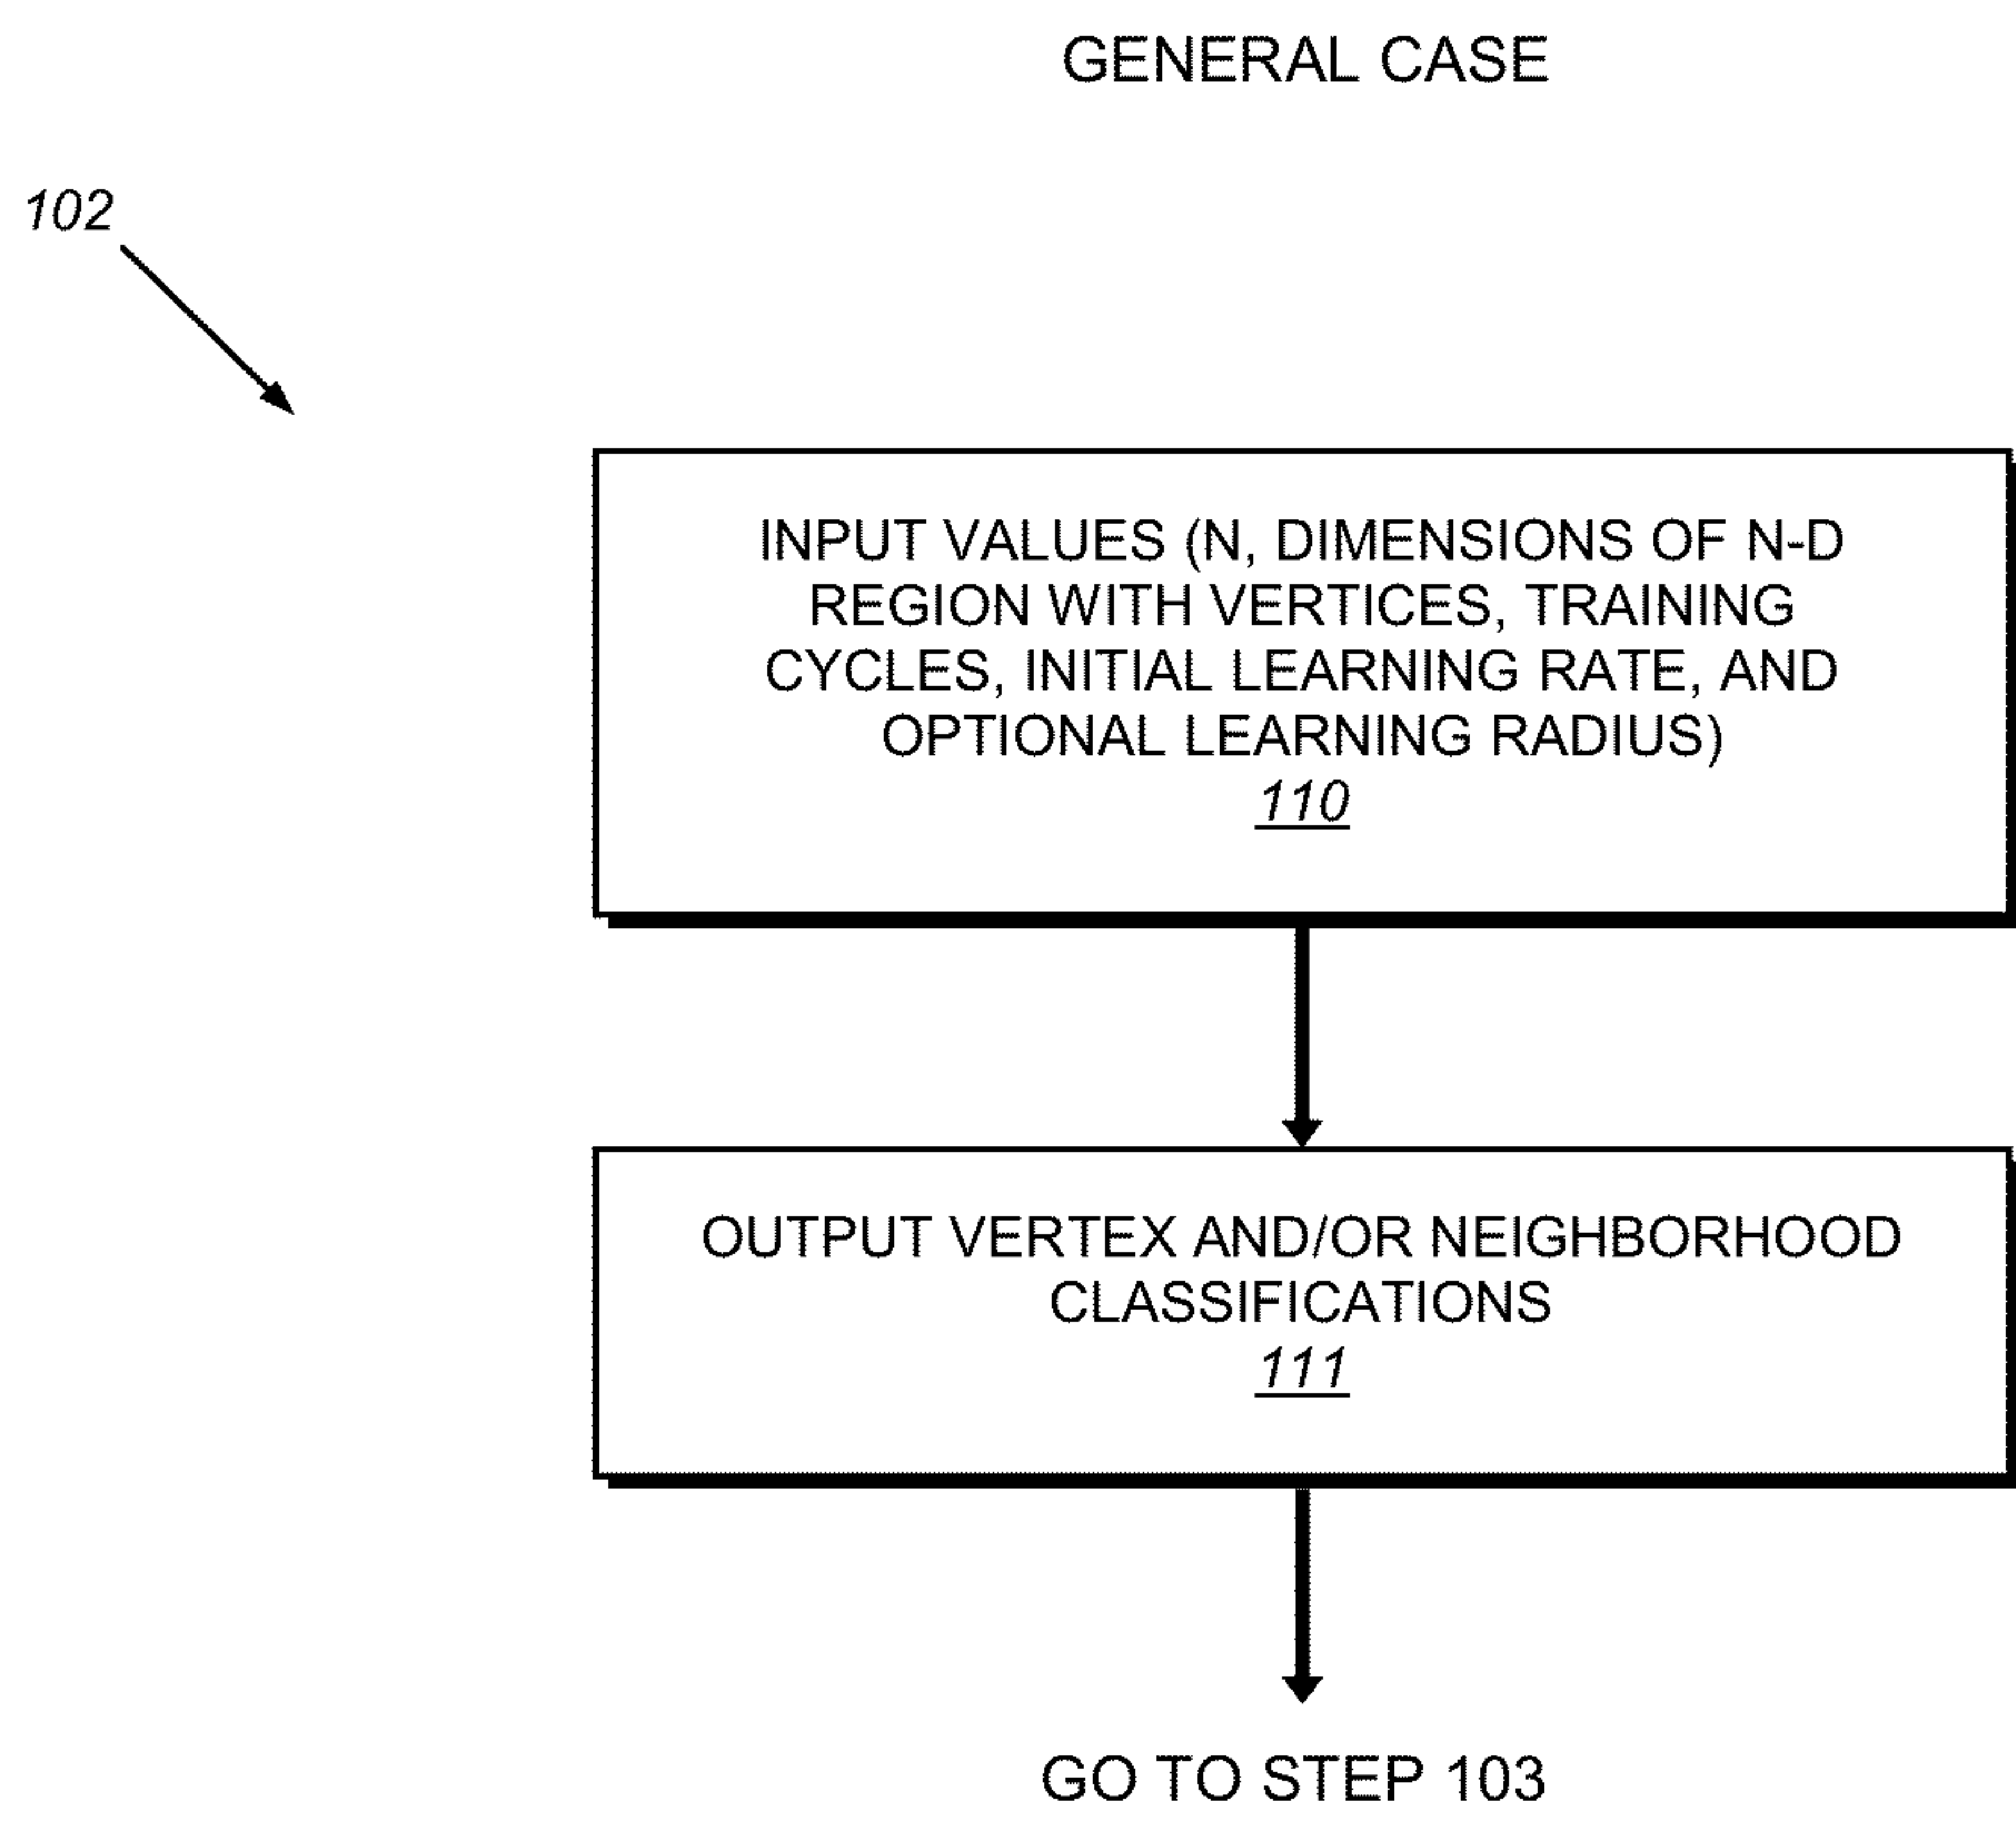 GENERAL CASE
102
INPUT VALUES (N, DIMENSIONS OF N-D
REGION WITH VERTICES, TRAINING
CYCLES, INITIAL LEARNING RATE, AND
OPTIONAL LEARNING RADIUS)
110
OUTPUT VERTEX AND/OR NEIGHBORHOOD
CLASSIFICATIONS
111
GO TO STEP 103